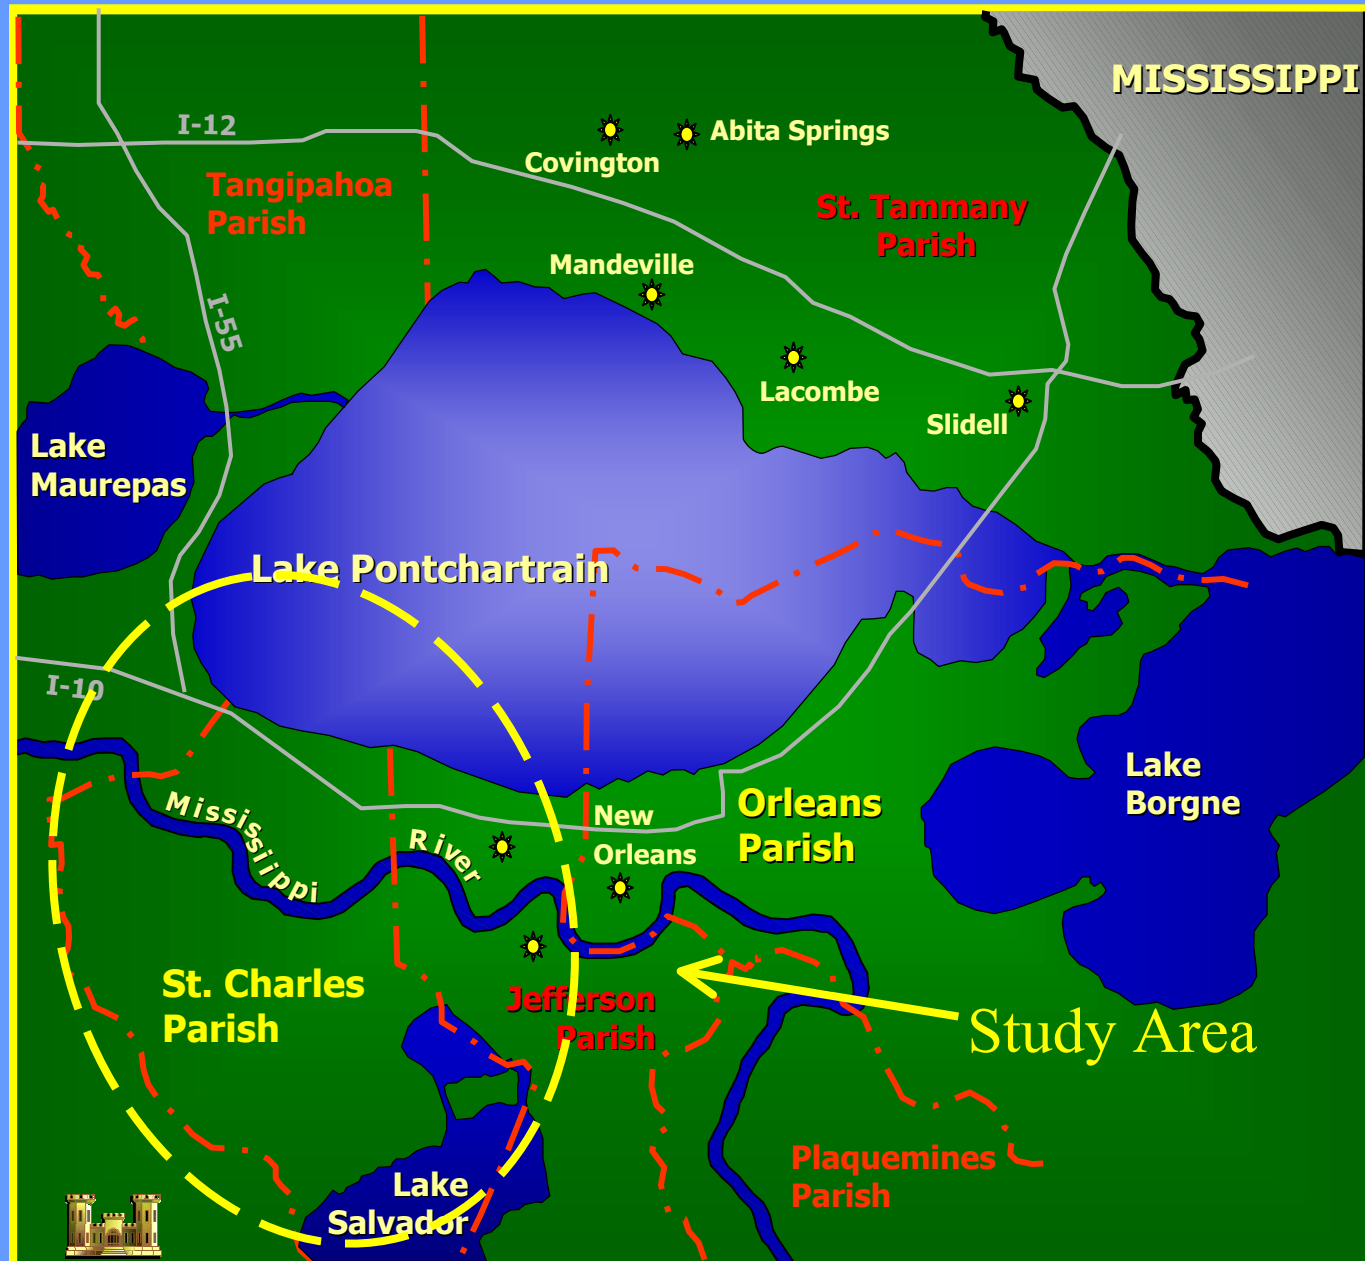 MISSISSIPPI
I-12
Abita Springs
Covington
Tangipahoa
Parish
St. Tammany
Parish
Mandeville
I-55
Lacombe
Slidell
Lake
Maurepas
Lake Pontchartrain
I-10
Lake
Borgne
Mississippi
River
New
Orleans
Orleans
Parish
St. Charles
Parish
Jefferson
Parish
Study Area
Plaquemines
Parish
Lake
Salvador